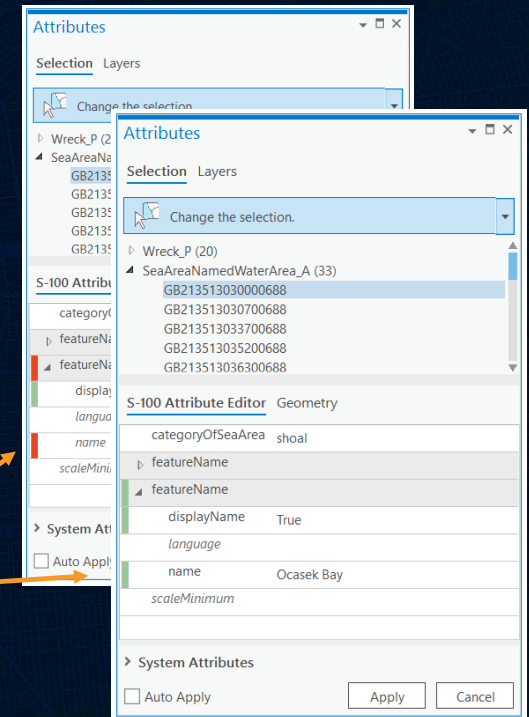 Attributes
Selection Layers
Change the selection
Wreck_P (2
SeaAreaNa
GB2135
GB2135
GB2135
GB2135
GB2135
S-100 Attribu
category
featureNa
featureNa
display
langua
name
scaleMini
System Att
Auto Apply
Attributes
Selection Layers
Change the selection.
Wreck_P (20)
SeaAreaNamedWaterArea_A (33)
GB213513030000688
GB213513030700688
GB213513033700688
GB213513035200688
GB213513036300688
S-100 Attribute Editor Geometry
categoryOfSeaArea shoal
featureName
featureName
displayName True
language
name Ocasek Bay
scaleMinimum
System Attributes
Auto Apply Apply Cancel